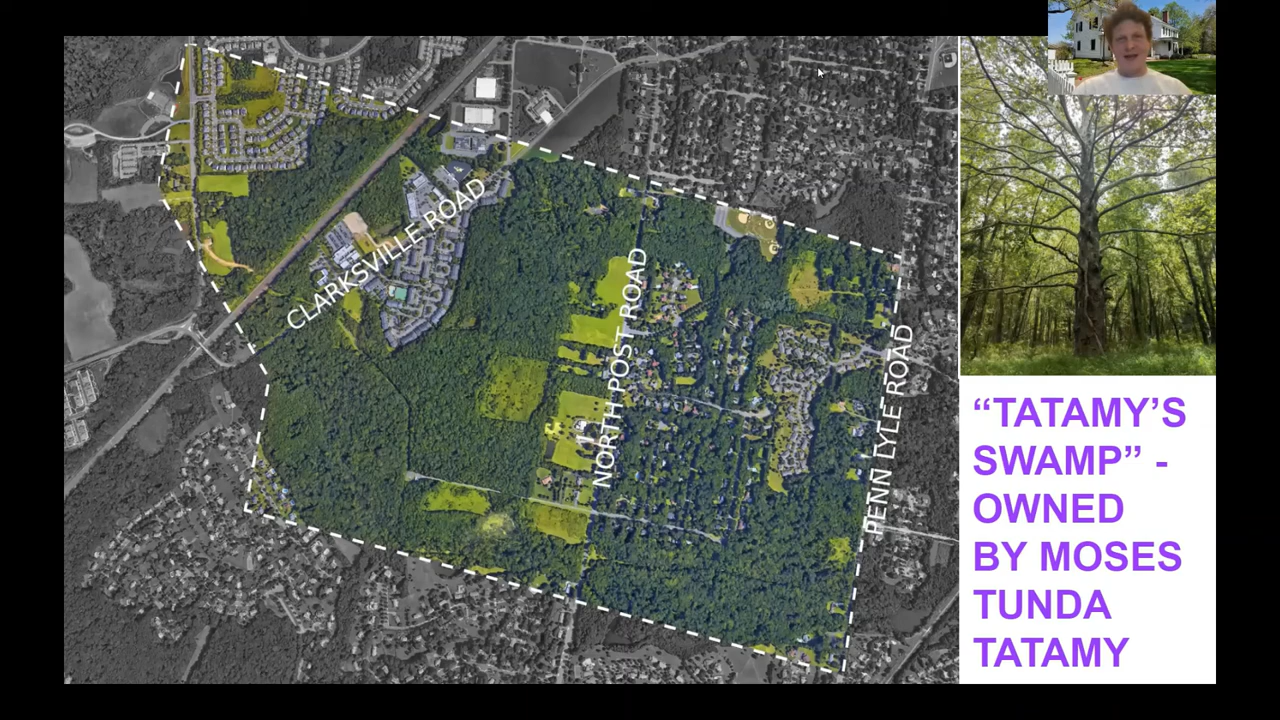 CLARKSVILLE ROAD
NORTH POST ROAD
PENN LYLE ROAD
“TATAMY’S
SWAMP” -
OWNED
BY MOSES
TUNDA
TATAMY